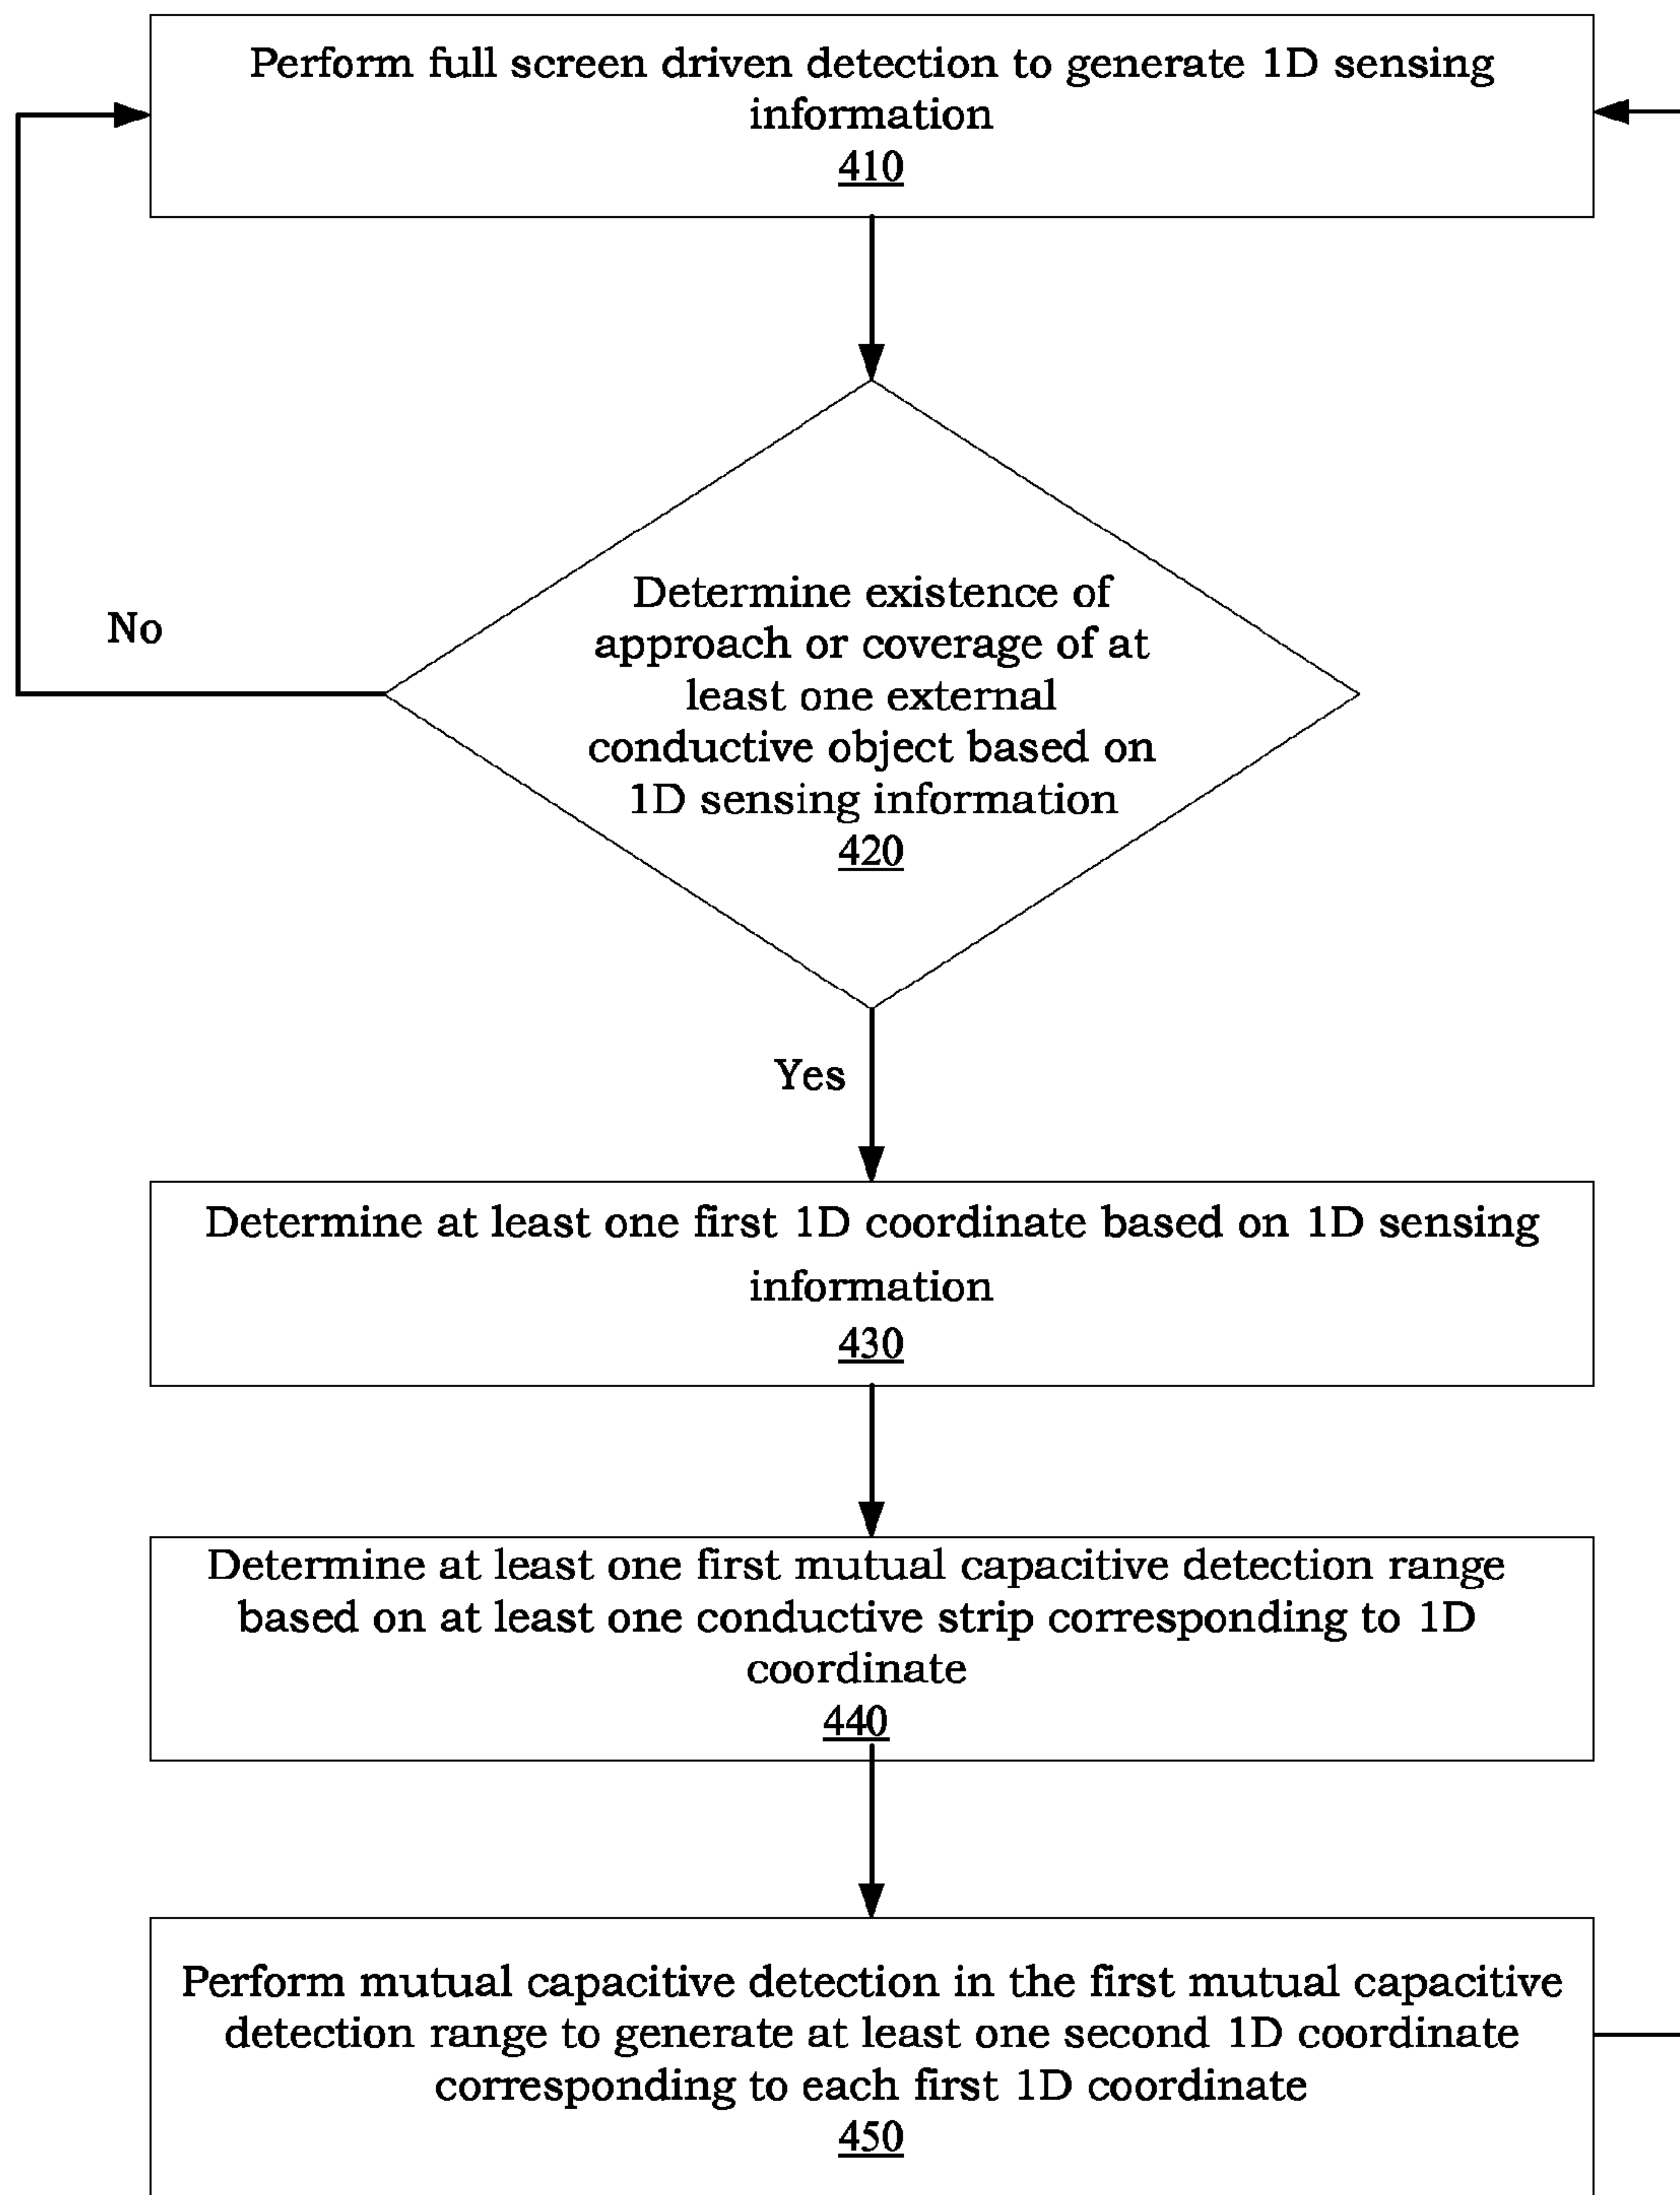 Perform full screen driven detection to generate 1D sensing
information
410
Determine existence of
approach or coverage of at
least one external
conductive object based on
1D sensing information
420
No
Yes
Determine at least one first 1D coordinate based on 1D sensing
information
430
Determine at least one first mutual capacitive detection range
based on at least one conductive strip corresponding to 1D
coordinate
440
Perform mutual capacitive detection in the first mutual capacitive
detection range to generate at least one second 1D coordinate
corresponding to each first 1D coordinate
450